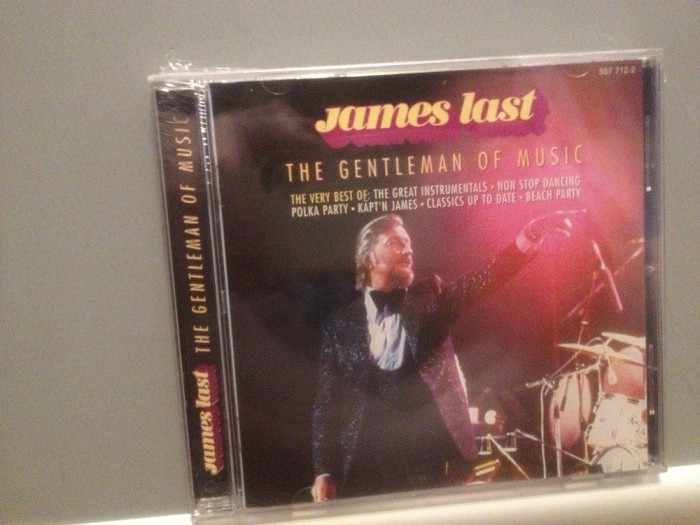 557 712-2
James last
THE GENTLEMAN OF MUSIC
THE VERY BEST OF: THE GREAT INSTRUMENTALS • NON STOP DANCING
POLKA PARTY • KÄPT'N JAMES • CLASSICS UP TO DATE • BEACH PARTY
James last THE GENTLEMAN OF MUSIC